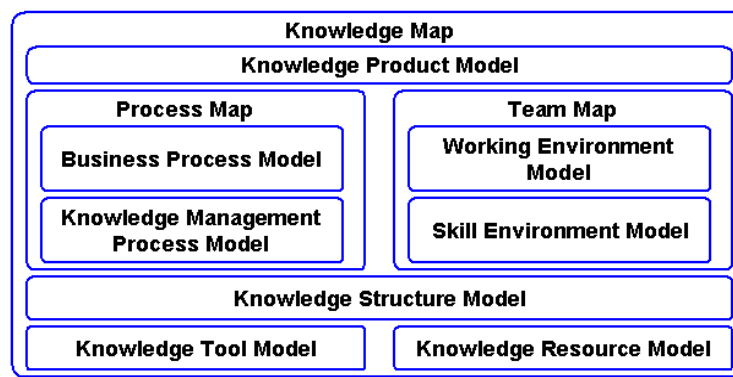 Knowledge Map
Knowledge Product Model
Process Map
Business Process Model
Knowledge Management
Process Model
Team Map
Working Environment
Model
Skill Environment Model
Knowledge Structure Model
Knowledge Tool Model
Knowledge Resource Model